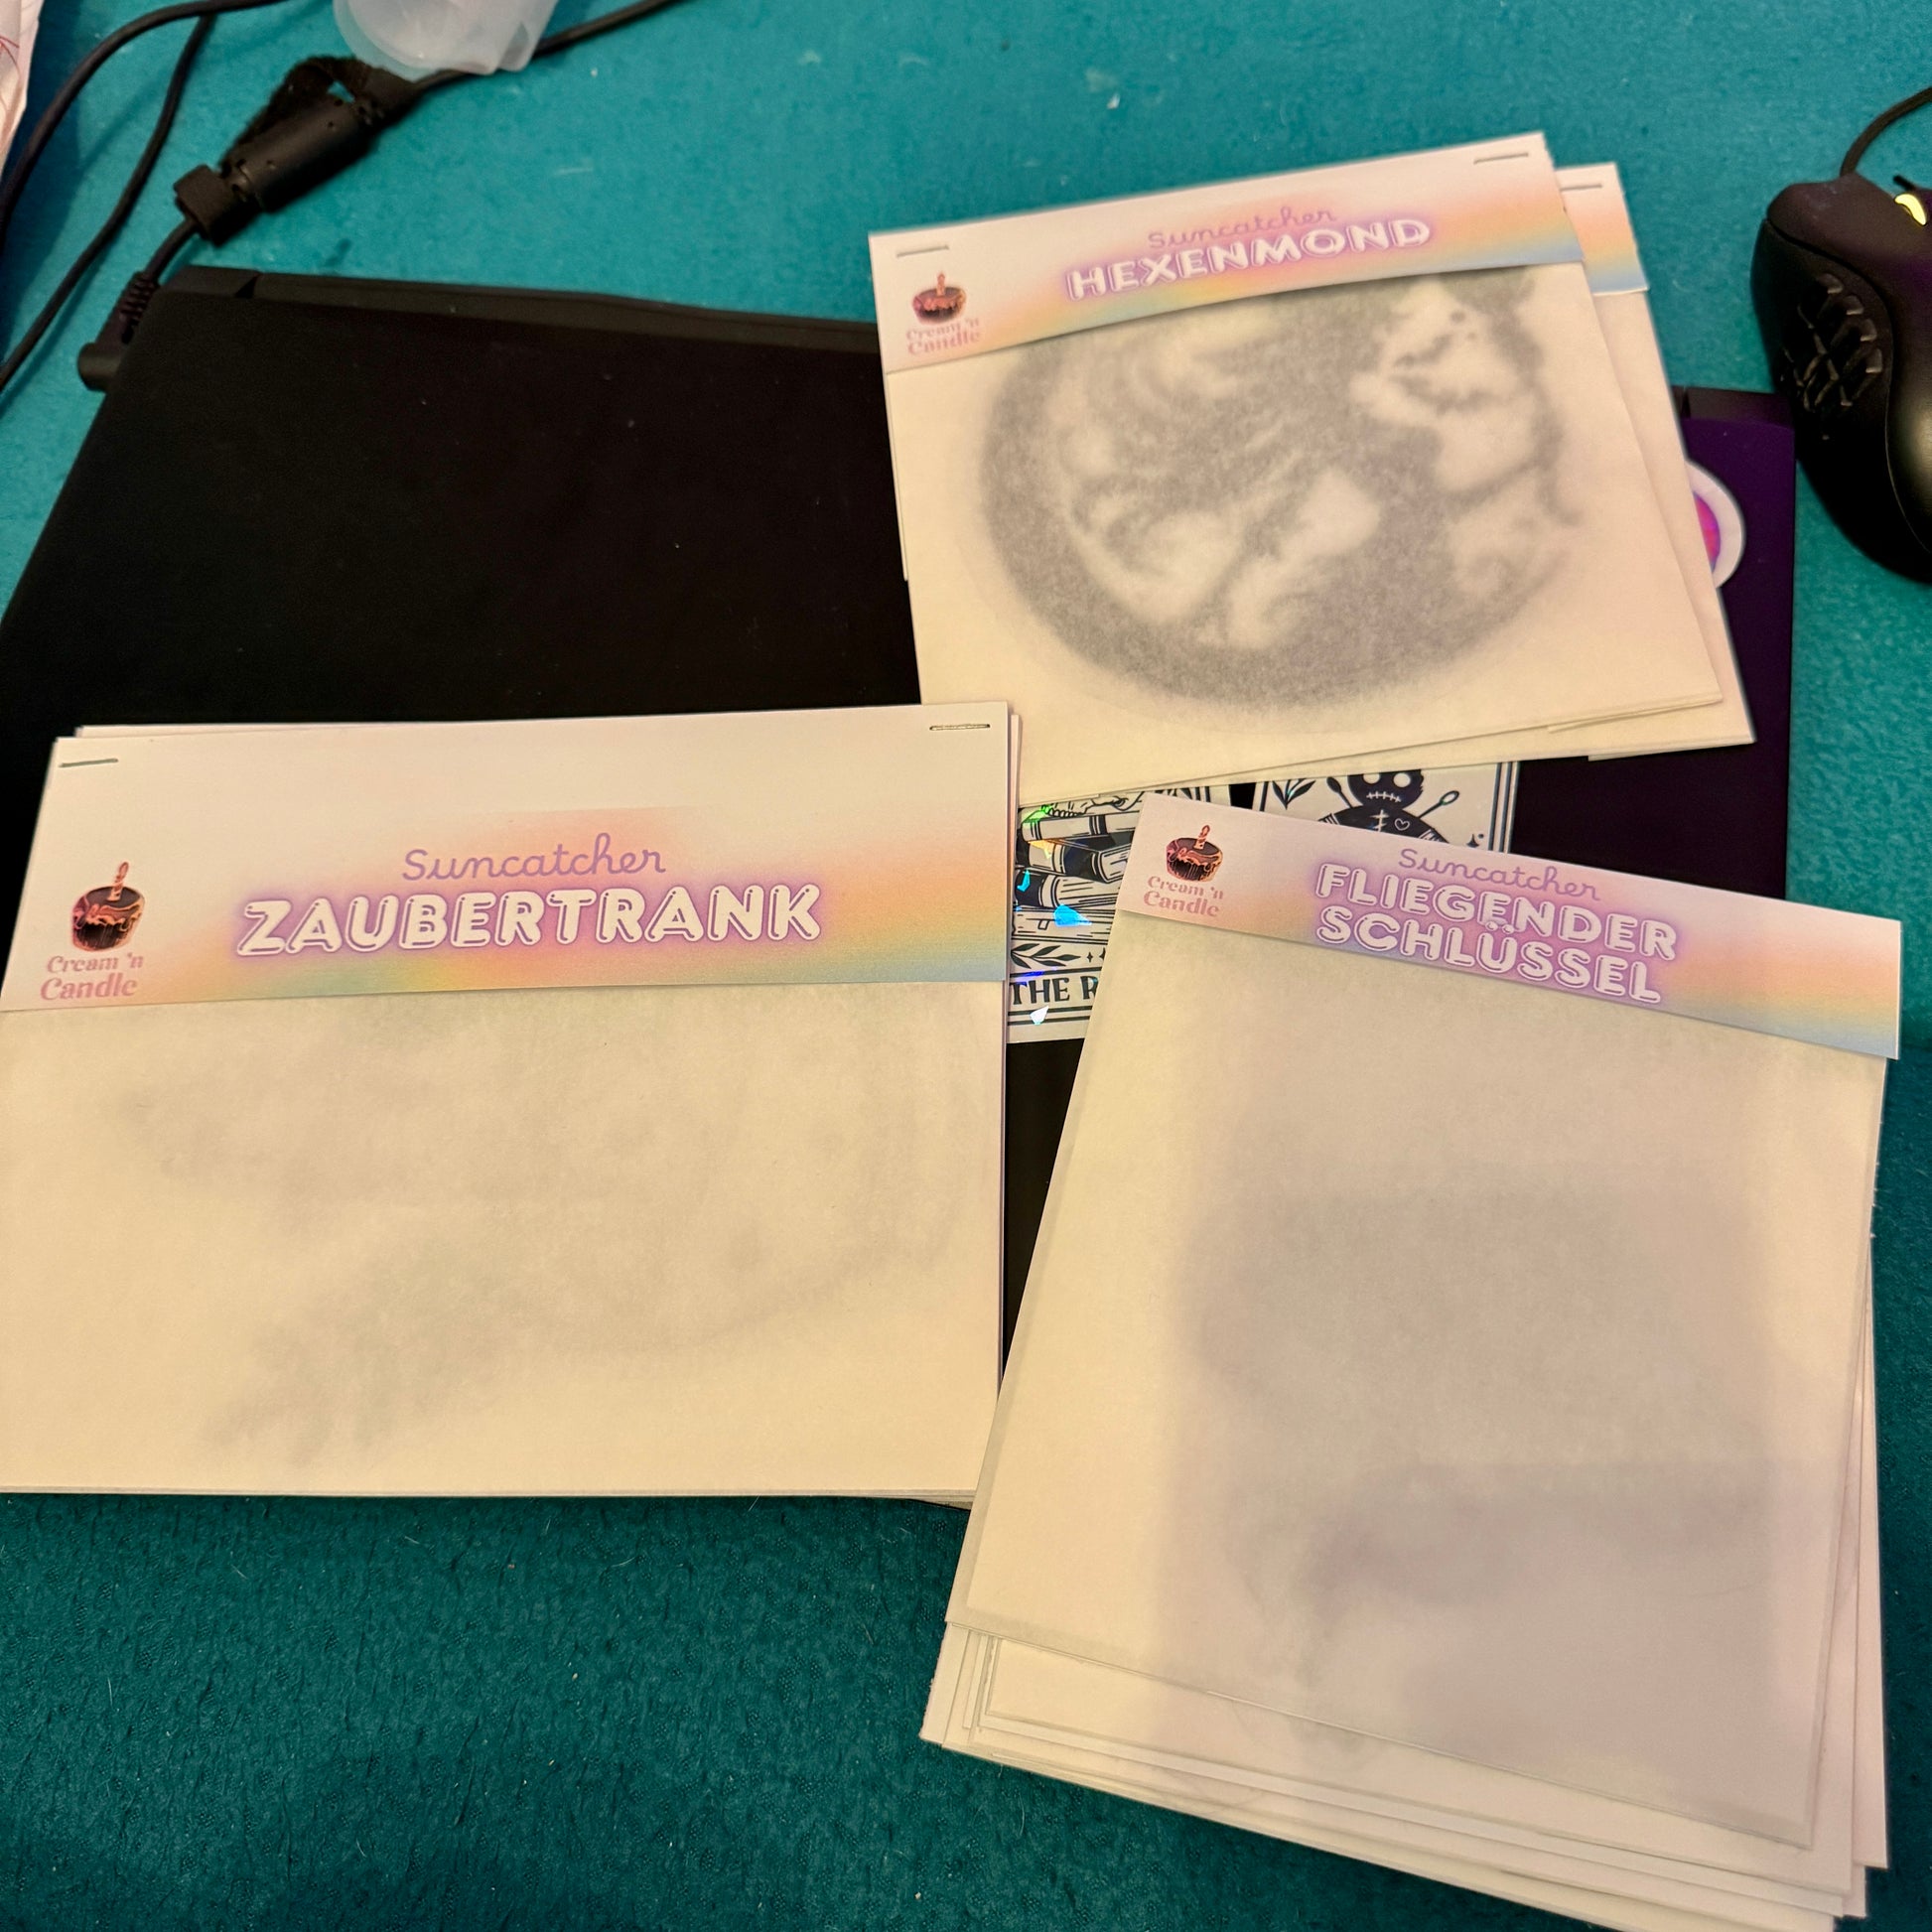 Suncatcher
HEXENMOND
Cream 'n
Candle
Suncatcher
ZAUBERTRANK
Cream 'n
Candle
THE R
Suncatcher
FLIEGENDER
SCHLÜSSEL
Cream 'n
Candle